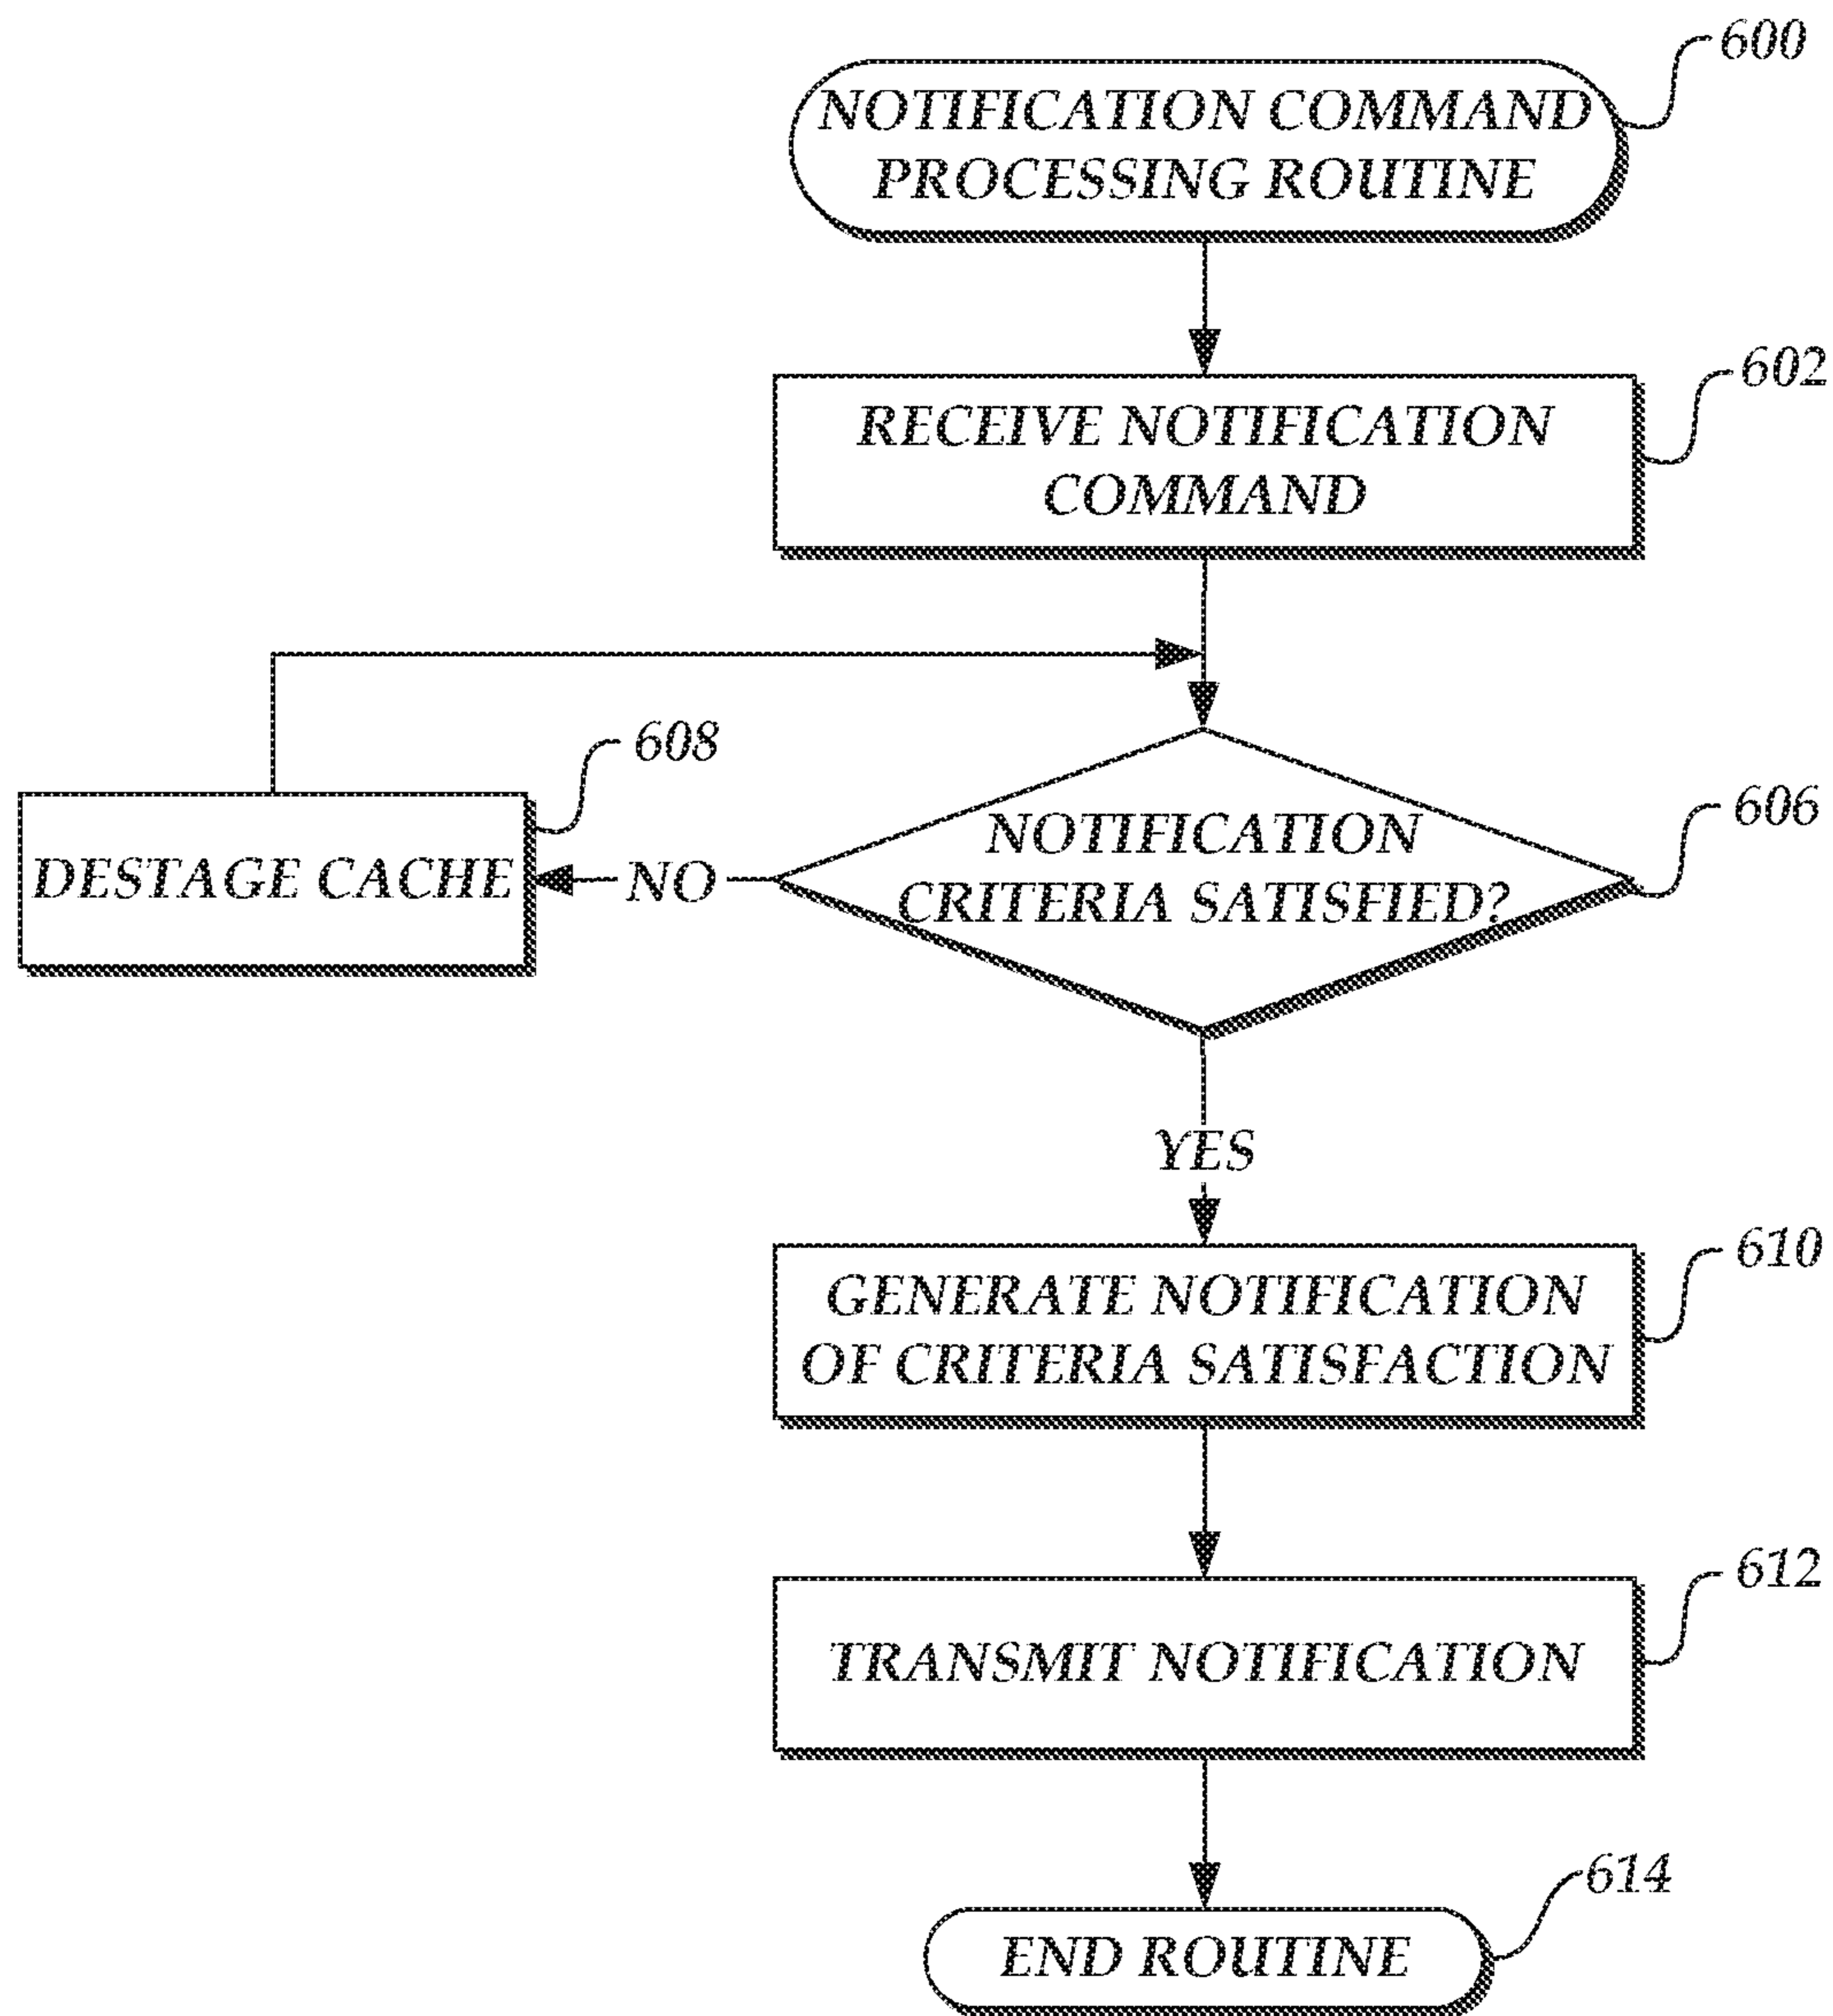 600
NOTIFICATION COMMAND
PROCESSING ROUTINE
602
RECEIVE NOTIFICATION
COMMAND
608
DESTAGE CACHE
NO
606
NOTIFICATION
CRITERIA SATISFIED?
YES
610
GENERATE NOTIFICATION
OF CRITERIA SATISFACTION
612
TRANSMIT NOTIFICATION
614
END ROUTINE